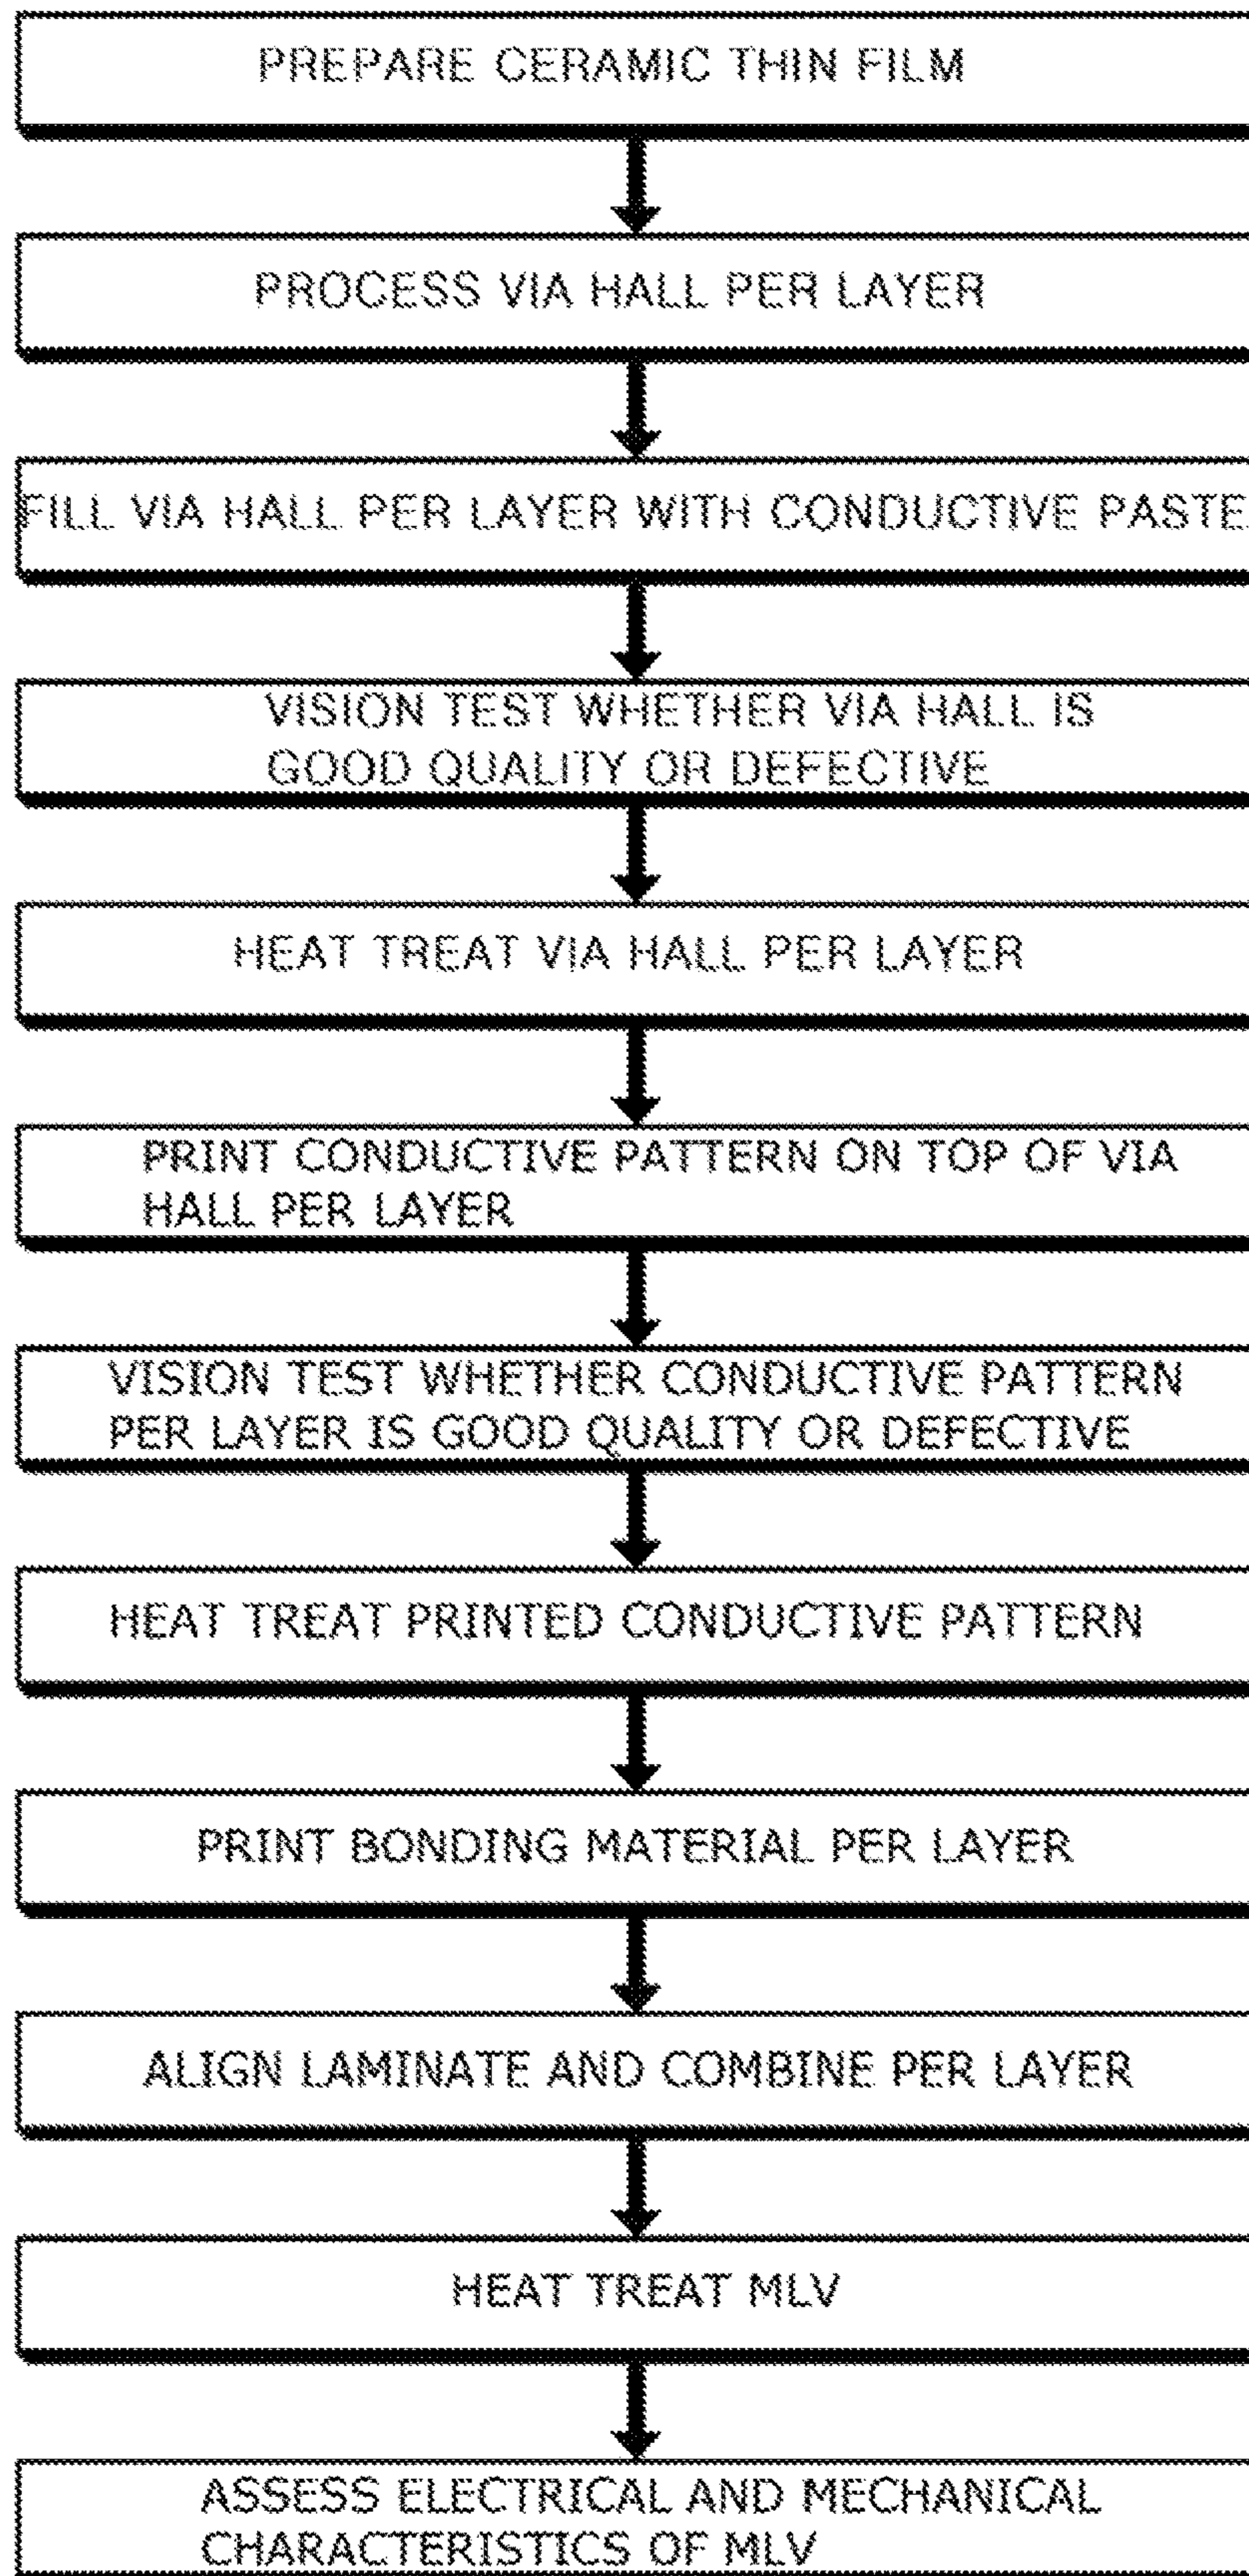 PREPARE CERAMIC THIN FILM
PROCESS VIA HALL PER LAYER
FILL VIA HALL PER LAYER WITH CONDUCTIVE PASTE
VISION TEST WHETHER VIA HALL IS
GOOD QUALITY OR DEFECTIVE
HEAT TREAT VIA HALL PER LAYER
PRINT CONDUCTIVE PATTERN ON TOP OF VIA
HALL PER LAYER
VISION TEST WHETHER CONDUCTIVE PATTERN
PER LAYER IS GOOD QUALITY OR DEFECTIVE
HEAT TREAT PRINTED CONDUCTIVE PATTERN
PRINT BONDING MATERIAL PER LAYER
ALIGN LAMINATE AND COMBINE PER LAYER
HEAT TREAT MLV
ASSESS ELECTRICAL AND MECHANICAL
CHARACTERISTICS OF MLV